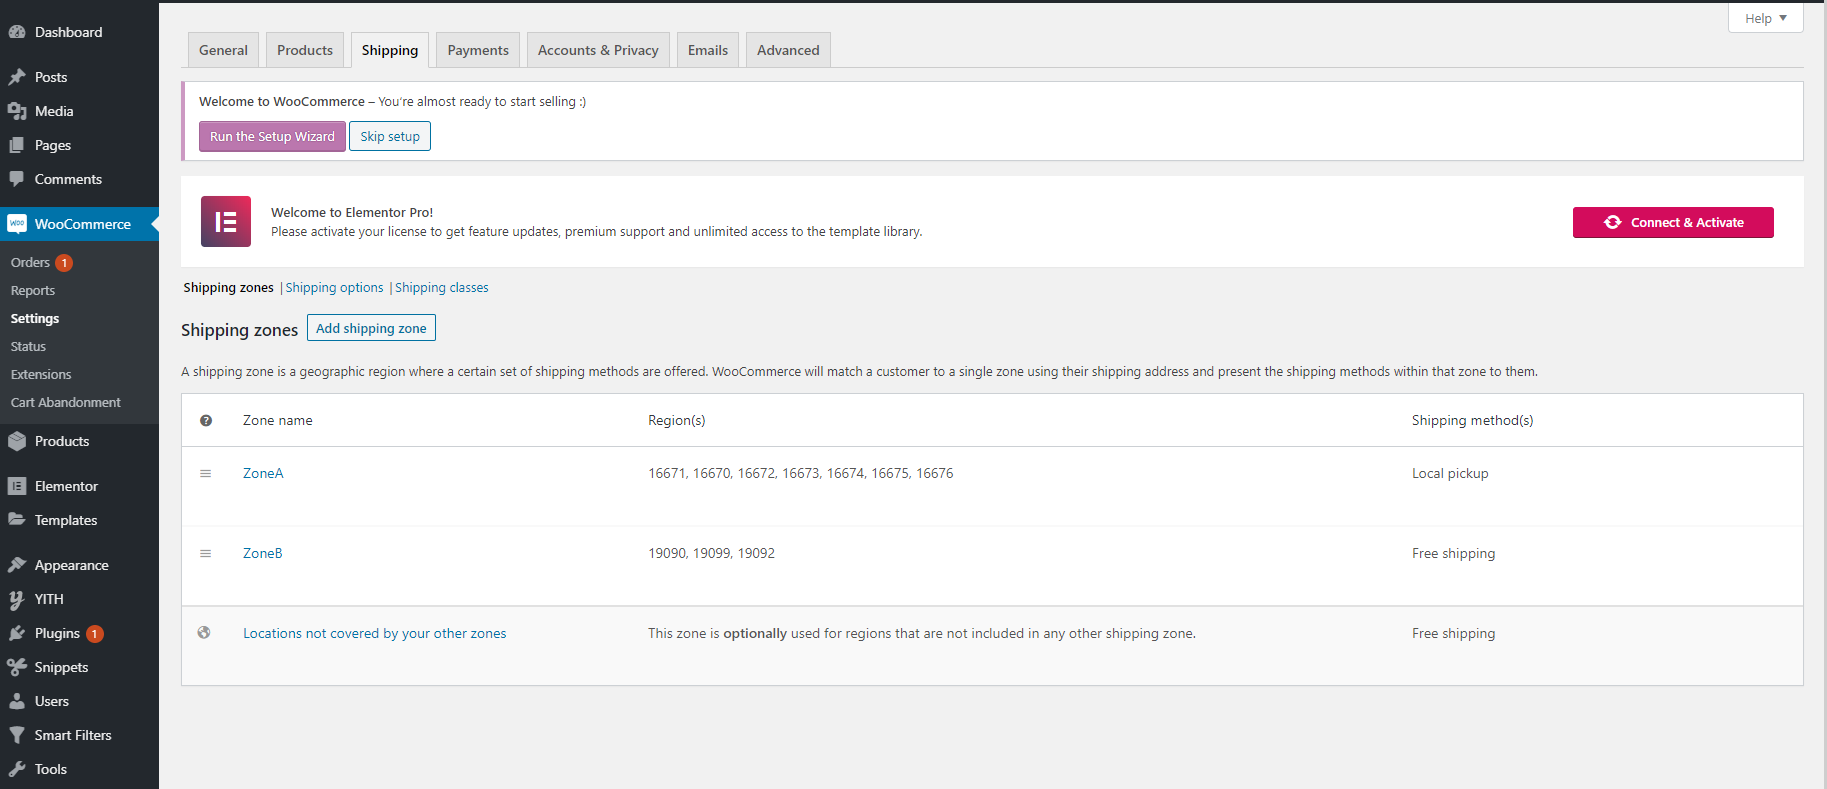 Help
Dashboard
Posts
Media
Pages
Comments
WooCommerce
Orders 1
Reports
Settings
Status
Extensions
Cart Abandonment
Products
Elementor
Templates
Appearance
YITH
Plugins 1
Snippets
Users
Smart Filters
Tools
General Products Shipping Payments Accounts & Privacy Emails Advanced
Welcome to WooCommerce – You're almost ready to start selling :)
Run the Setup Wizard Skip setup
Welcome to Elementor Pro!
Please activate your license to get feature updates, premium support and unlimited access to the template library.
Connect & Activate
Shipping zones | Shipping options | Shipping classes
Shipping zones Add shipping zone
A shipping zone is a geographic region where a certain set of shipping methods are offered. WooCommerce will match a customer to a single zone using their shipping address and present the shipping methods within that zone to them.
Zone name Region(s) Shipping method(s)
ZoneA 16671, 16670, 16672, 16673, 16674, 16675, 16676 Local pickup
ZoneB 19090, 19099, 19092 Free shipping
Locations not covered by your other zones This zone is optionally used for regions that are not included in any other shipping zone. Free shipping